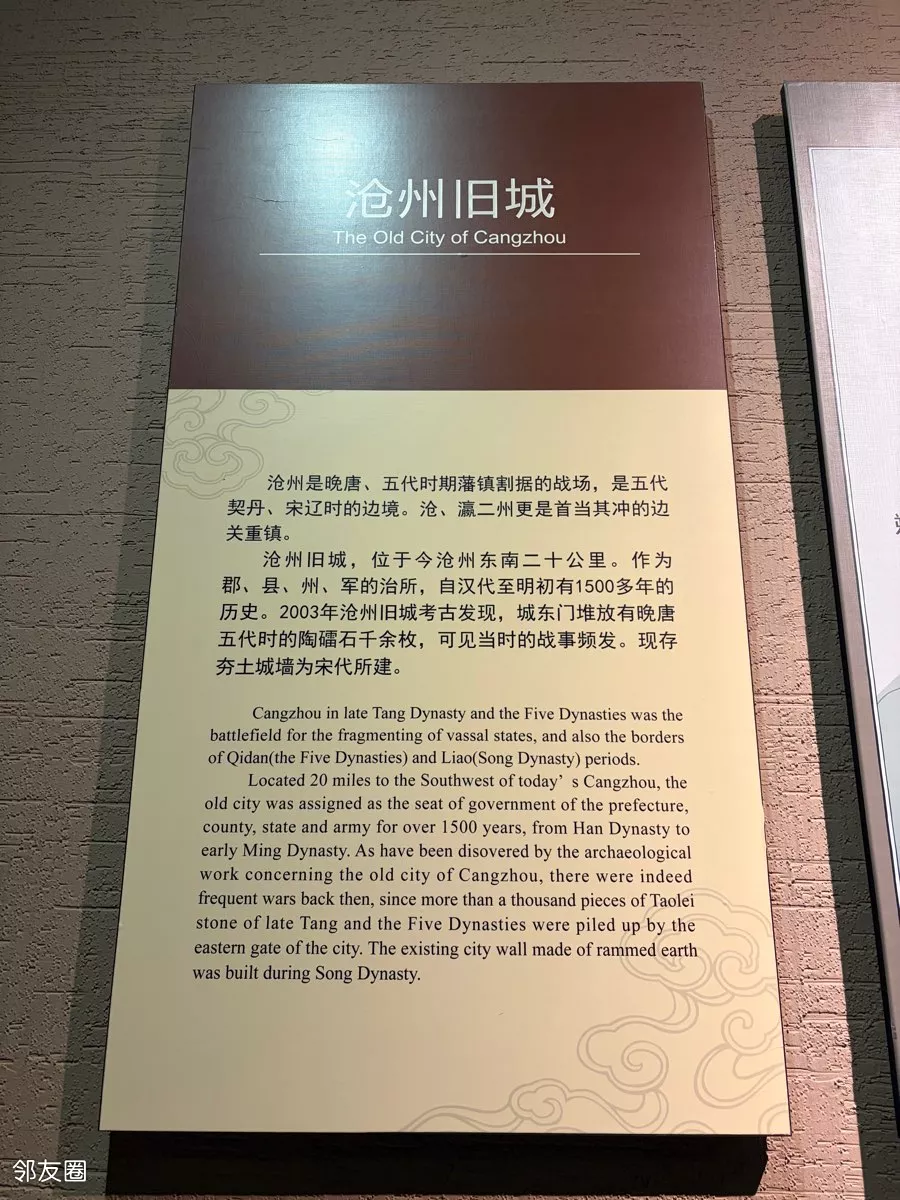 沧州旧城
The Old City of Cangzhou
沧州是晚唐、五代时期藩镇割据的战场，是五代
契丹、宋辽时的边境。沧、瀛二州更是首当其冲的边
关重镇。
沧州旧城，位于今沧州东南二十公里。作为
郡、县、州、军的治所，自汉代至明初有1500多年的
历史。2003年沧州旧城考古发现，城东门堆放有晚唐
五代时的陶礌石千余枚，可见当时的战事频发。现存
夯土城墙为宋代所建。
Cangzhou in late Tang Dynasty and the Five Dynasties was the
battlefield for the fragmenting of vassal states, and also the borders
of Qidan(the Five Dynasties) and Liao(Song Dynasty) periods.
Located 20 miles to the Southwest of today’ s Cangzhou, the
old city was assigned as the seat of government of the prefecture,
county, state and army for over 1500 years, from Han Dynasty to
early Ming Dynasty. As have been disovered by the archaeological
work concerning the old city of Cangzhou, there were indeed
frequent wars back then, since more than a thousand pieces of Taolei
stone of late Tang and the Five Dynasties were piled up by the
eastern gate of the city. The existing city wall made of rammed earth
was built during Song Dynasty.
邻友圈